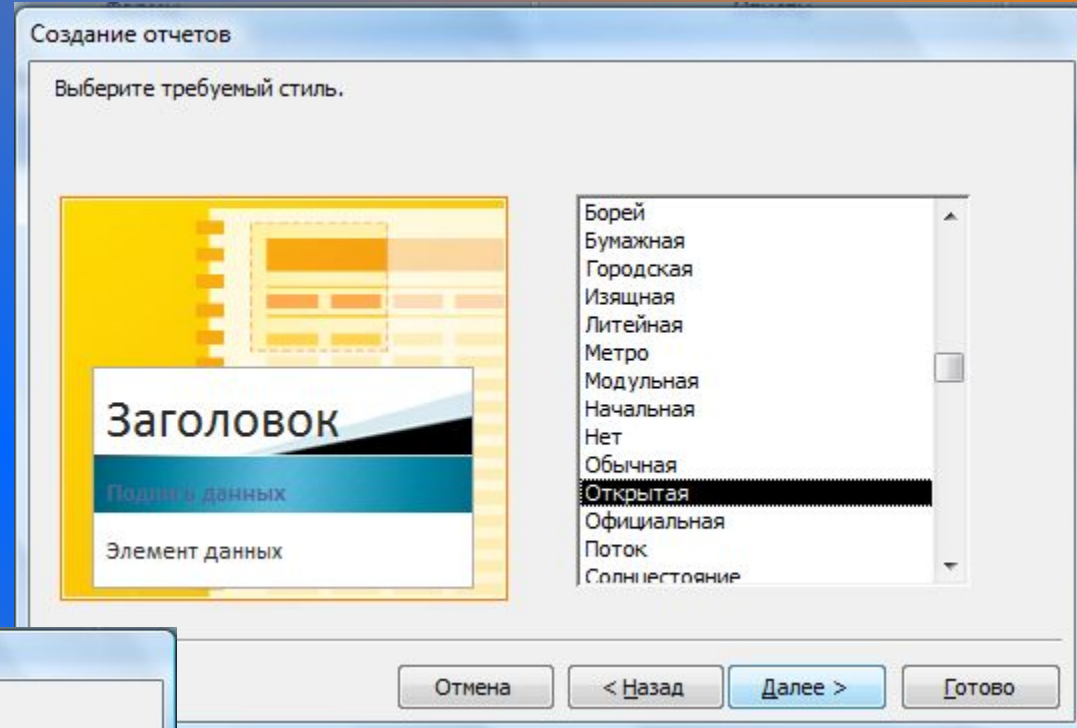 Создание отчетов
Выберите требуемый стиль.
Заголовок
Подпись данных
Элемент данных
Борей
Бумажная
Городская
Изящная
Литейная
Метро
Модульная
Начальная
Нет
Обычная
Открытая
Официальная
Поток
Солнцестояние
Отмена
< Назад
Далее >
Готово